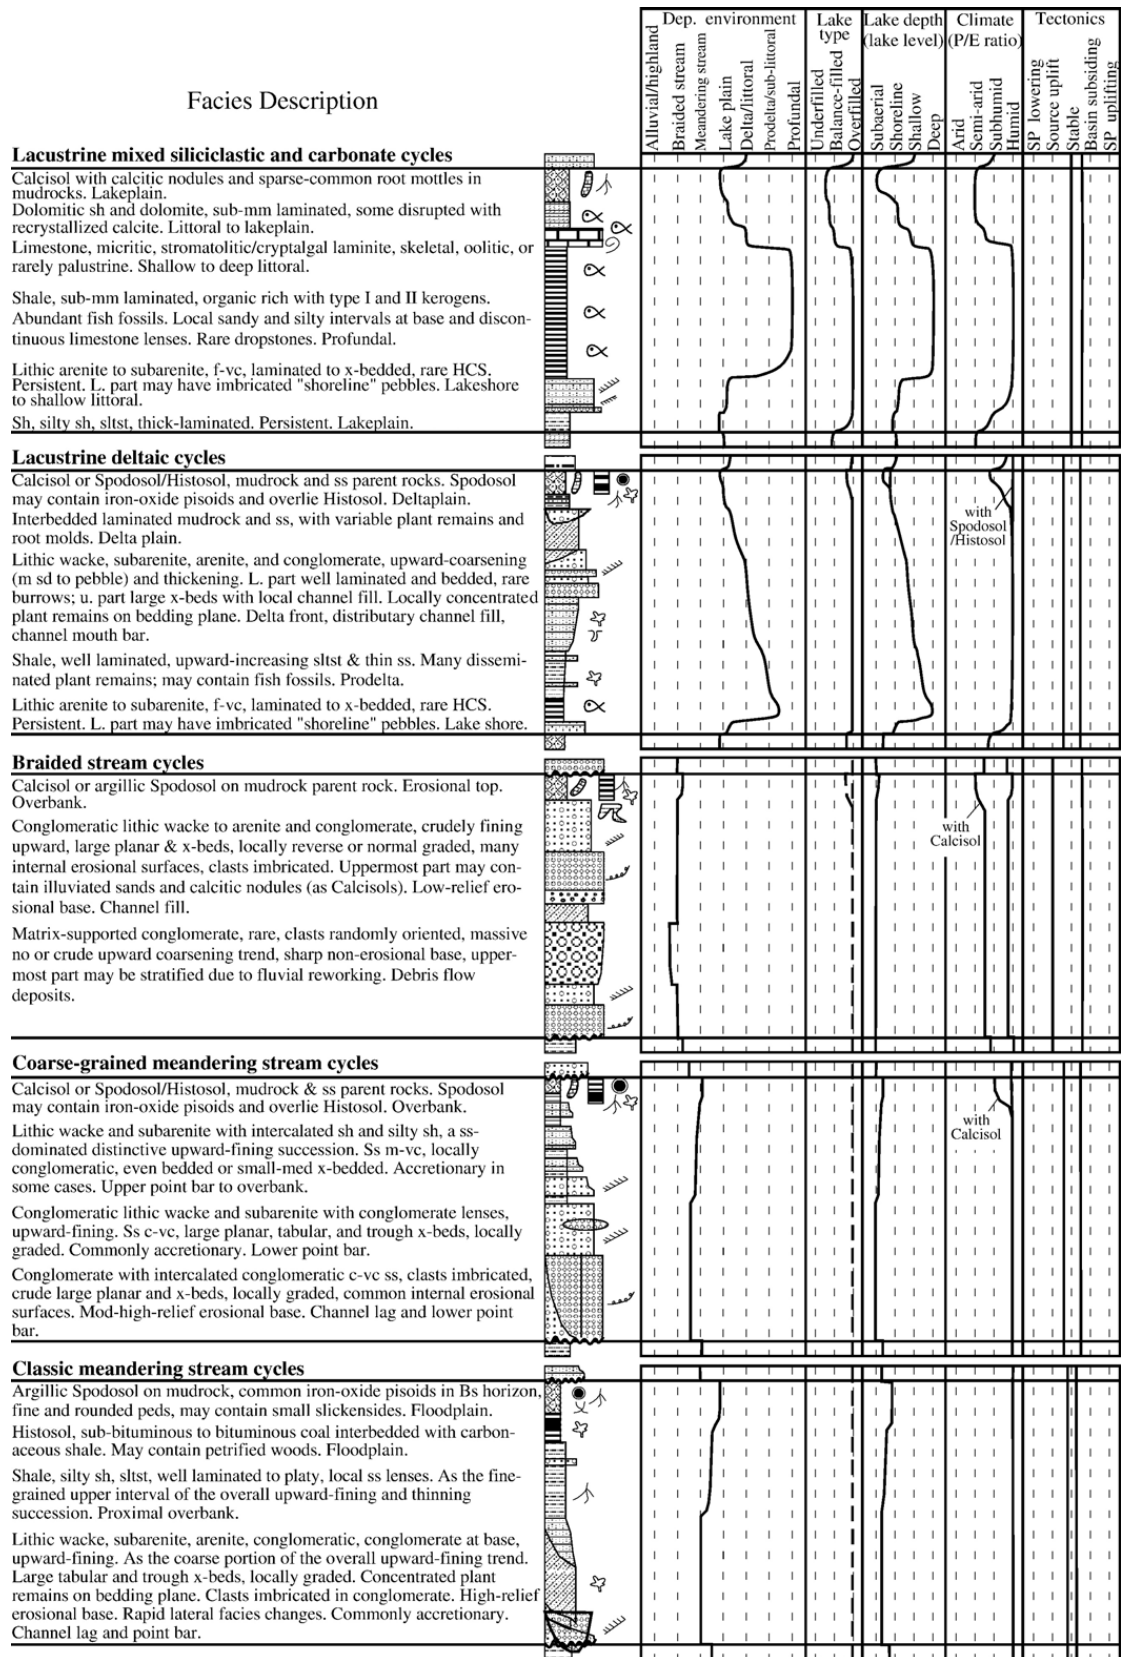 Facies Description
Dep. environment
Lake type
Lake depth (lake level)
Climate (P/E ratio)
Tectonics
Alluvial/highland
Braided stream
Meandering stream
Lake plain
Delta/littoral
Prodelta/sub-littoral
Profundal
Underfilled
Balance-filled
Overfilled
Subaerial
Shoreline
Shallow
Deep
Arid
Semi-arid
Subhumid
Humid
SP lowering
Source uplift
Stable
Basin subsiding
SP uplifting
Lacustrine mixed siliciclastic and carbonate cycles
Calcisol with calcitic nodules and sparse-common root mottles in
mudrocks. Lakeplain.
Dolomitic sh and dolomite, sub-mm laminated, some disrupted with
recrystallized calcite. Littoral to lakeplain.
Limestone, micritic, stromatolitic/cryptalgal laminite, skeletal, oolitic, or
rarely palustrine. Shallow to deep littoral.
Shale, sub-mm laminated, organic rich with type I and II kerogens.
Abundant fish fossils. Local sandy and silty intervals at base and discon-
tinuous limestone lenses. Rare dropstones. Profundal.
Lithic arenite to subarenite, f-vc, laminated to x-bedded, rare HCS.
Persistent. L. part may have imbricated "shoreline" pebbles. Lakeshore
to shallow littoral.
Sh, silty sh, sltst, thick-laminated. Persistent. Lakeplain.
Lacustrine deltaic cycles
Calcisol or Spodosol/Histosol, mudrock and ss parent rocks. Spodosol
may contain iron-oxide pisoids and overlie Histosol. Deltaplain.
Interbedded laminated mudrock and ss, with variable plant remains and
root molds. Delta plain.
Lithic wacke, subarenite, arenite, and conglomerate, upward-coarsening
(m sd to pebble) and thickening. L. part well laminated and bedded, rare
burrows; u. part large x-beds with local channel fill. Locally concentrated
plant remains on bedding plane. Delta front, distributary channel fill,
channel mouth bar.
Shale, well laminated, upward-increasing sltst & thin ss. Many dissemi-
nated plant remains; may contain fish fossils. Prodelta.
Lithic arenite to subarenite, f-vc, laminated to x-bedded, rare HCS.
Persistent. L. part may have imbricated "shoreline" pebbles. Lake shore.
with
Spodosol
/Histosol
Braided stream cycles
Calcisol or argillic Spodosol on mudrock parent rock. Erosional top.
Overbank.
Conglomeratic lithic wacke to arenite and conglomerate, crudely fining
upward, large planar & x-beds, locally reverse or normal graded, many
internal erosional surfaces, clasts imbricated. Uppermost part may con-
tain illuviated sands and calcitic nodules (as Calcisols). Low-relief ero-
sional base. Channel fill.
Matrix-supported conglomerate, rare, clasts randomly oriented, massive
no or crude upward coarsening trend, sharp non-erosional base, upper-
most part may be stratified due to fluvial reworking. Debris flow
deposits.
with
Calcisol
Coarse-grained meandering stream cycles
Calcisol or Spodosol/Histosol, mudrock & ss parent rocks. Spodosol
may contain iron-oxide pisoids and overlie Histosol. Overbank.
Lithic wacke and subarenite with intercalated sh and silty sh, a ss-
dominated distinctive upward-fining succession. Ss m-vc, locally
conglomeratic, even bedded or small-med x-bedded. Accretionary in
some cases. Upper point bar to overbank.
Conglomeratic lithic wacke and subarenite with conglomerate lenses,
upward-fining. Ss c-vc, large planar, tabular, and trough x-beds, locally
graded. Commonly accretionary. Lower point bar.
Conglomerate with intercalated conglomeratic c-vc ss, clasts imbricated,
crude large planar and x-beds, locally graded, common internal erosional
surfaces. Mod-high-relief erosional base. Channel lag and lower point
bar.
with
Calcisol
Classic meandering stream cycles
Argillic Spodosol on mudrock, common iron-oxide pisoids in Bs horizon,
fine and rounded peds, may contain small slickensides. Floodplain.
Histosol, sub-bituminous to bituminous coal interbedded with carbon-
aceous shale. May contain petrified woods. Floodplain.
Shale, silty sh, sltst, well laminated to platy, local ss lenses. As the fine-
grained upper interval of the overall upward-fining and thinning
succession. Proximal overbank.
Lithic wacke, subarenite, arenite, conglomeratic, conglomerate at base,
upward-fining. As the coarse portion of the overall upward-fining trend.
Large tabular and trough x-beds, locally graded. Concentrated plant
remains on bedding plane. Clasts imbricated in conglomerate. High-relief
erosional base. Rapid lateral facies changes. Commonly accretionary.
Channel lag and point bar.